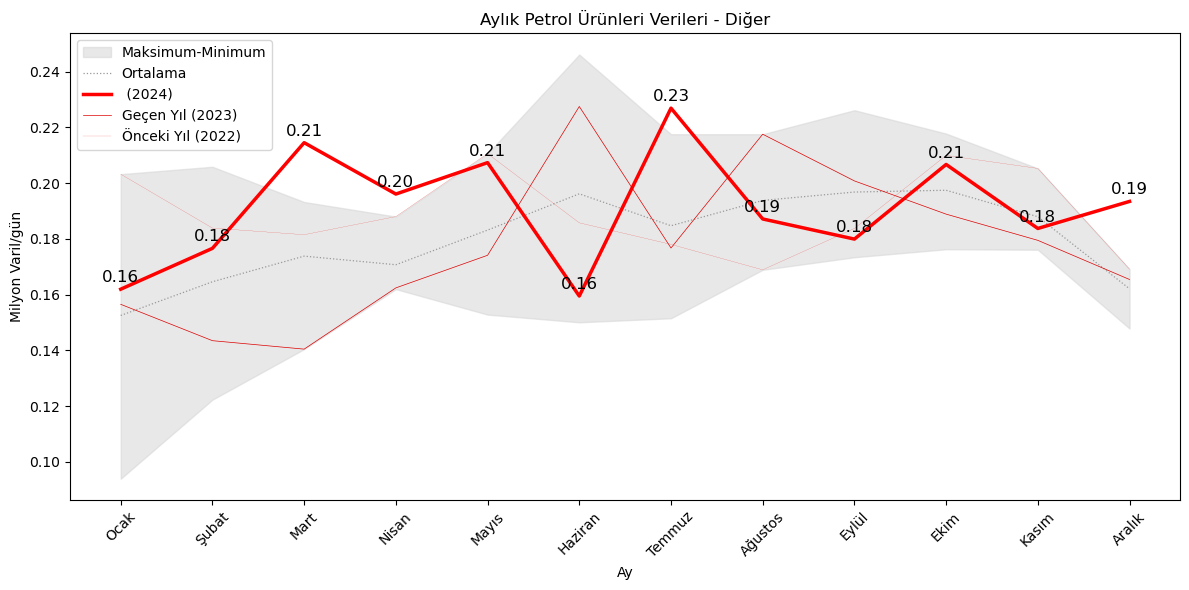 Aylık Petrol Ürünleri Verileri - Diğer
Maksimum-Minimum
Ortalama
(2024)
Geçen Yıl (2023)
Önceki Yıl (2022)
Milyon Varil/gün
0.24
0.22
0.20
0.18
0.16
0.14
0.12
0.10
0.16
0.18
0.21
0.20
0.21
0.16
0.23
0.19
0.18
0.21
0.18
0.19
Ocak
Şubat
Mart
Nisan
Mayıs
Haziran
Temmuz
Ağustos
Eylül
Ekim
Kasım
Aralık
Ay